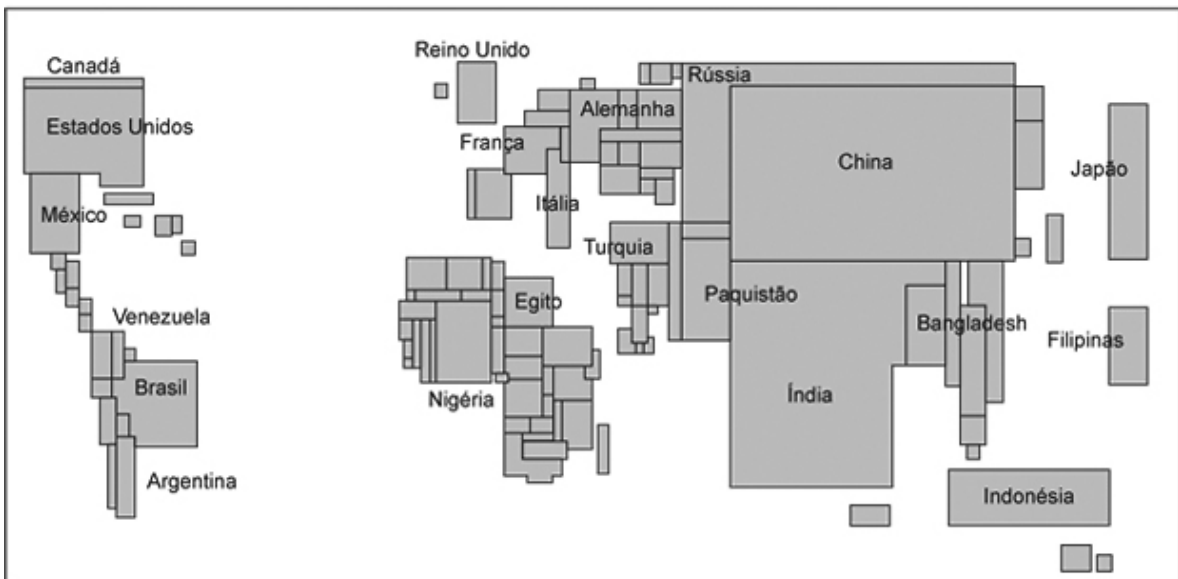 Reino Unido
Canadá
Rússia
Estados Unidos
Alemanha
França
China
Japão
México
Itália
Turquia
Venezuela
Egito
Paquistão
Bangladesh
Filipinas
Brasil
Nigéria
Índia
Argentina
Indonésia